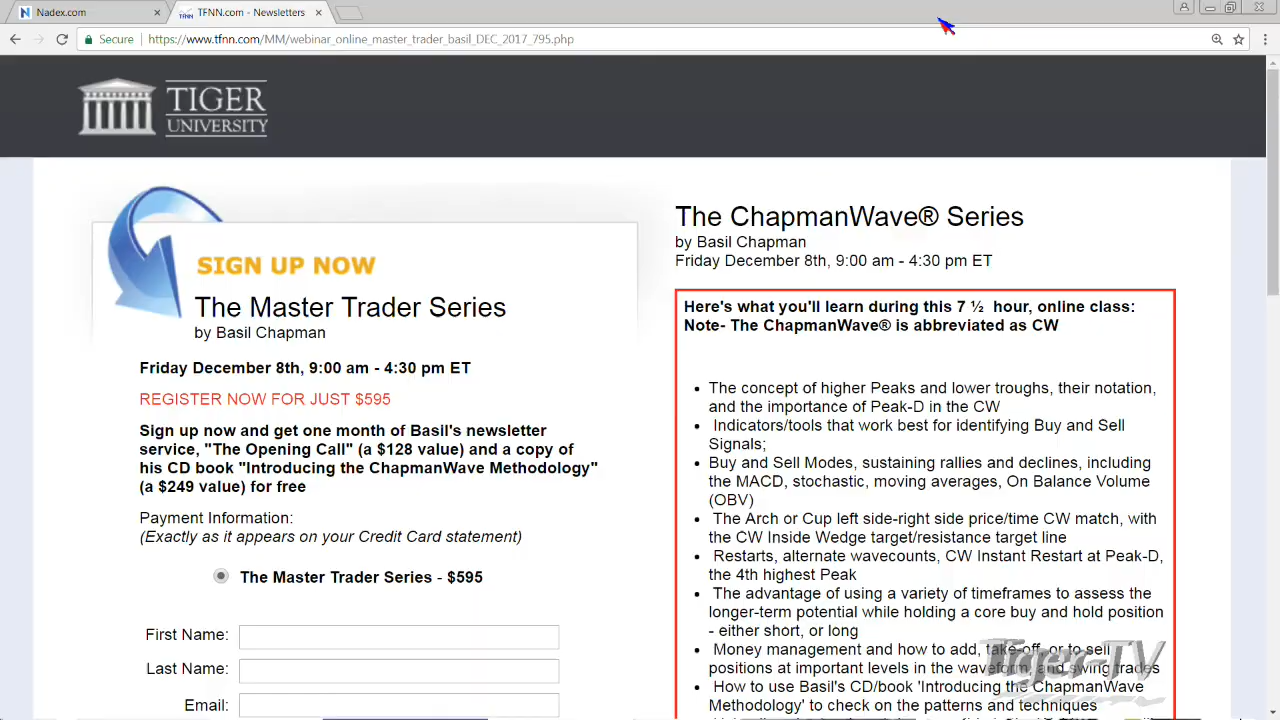 Nadex.com
TFNN.com - Newsletters
Secure
https://www.tfnn.com/MM/webinar_online_master_trader_basil_DEC_2017_795.php
TIGER
UNIVERSITY
SIGN UP NOW
The Master Trader Series
by Basil Chapman
Friday December 8th, 9:00 am - 4:30 pm ET
REGISTER NOW FOR JUST $595
Sign up now and get one month of Basil's newsletter
service, "The Opening Call" (a $128 value) and a copy of
his CD book "Introducing the ChapmanWave Methodology"
(a $249 value) for free
Payment Information:
(Exactly as it appears on your Credit Card statement)
The Master Trader Series - $595
First Name:
Last Name:
Email:
The ChapmanWave® Series
by Basil Chapman
Friday December 8th, 9:00 am - 4:30 pm ET
Here's what you'll learn during this 7 ½ hour, online class:
Note- The ChapmanWave® is abbreviated as CW
• The concept of higher Peaks and lower troughs, their notation,
and the importance of Peak-D in the CW
• Indicators/tools that work best for identifying Buy and Sell
Signals;
• Buy and Sell Modes, sustaining rallies and declines, including
the MACD, stochastic, moving averages, On Balance Volume
(OBV)
• The Arch or Cup left side-right side price/time CW match, with
the CW Inside Wedge target/resistance target line
• Restarts, alternate wavecounts, CW Instant Restart at Peak-D,
the 4th highest Peak
• The advantage of using a variety of timeframes to assess the
longer-term potential while holding a core buy and hold position
- either short, or long
• Money management and how to add, take-off, or to sell
positions at important levels in the waveform, and swing trades
• How to use Basil's CD/book 'Introducing the ChapmanWave
Methodology' to check on the patterns and techniques
Tiger-TV